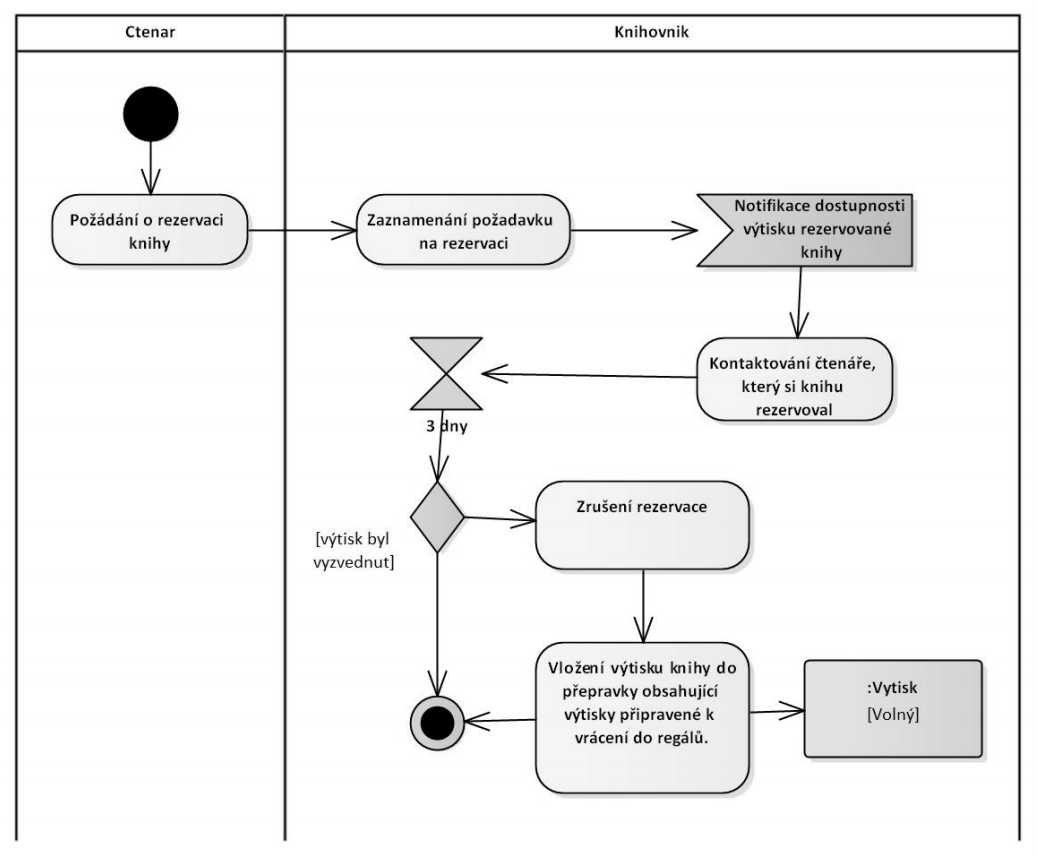 Ctenar
Knihovnik
Požádání o rezervaci
knihy
Zaznamenání požadavku
na rezervaci
Notifikace dostupnosti
výtisku rezervované
knihy
Kontaktování čtenáře,
který si knihu
rezervoval
3 dny
[výtisk byl
vyzvednut]
Zrušení rezervace
Vložení výtisku knihy do
přepravky obsahující
výtisky připravené k
vrácení do regálů.
:Vytisk
[Volný]